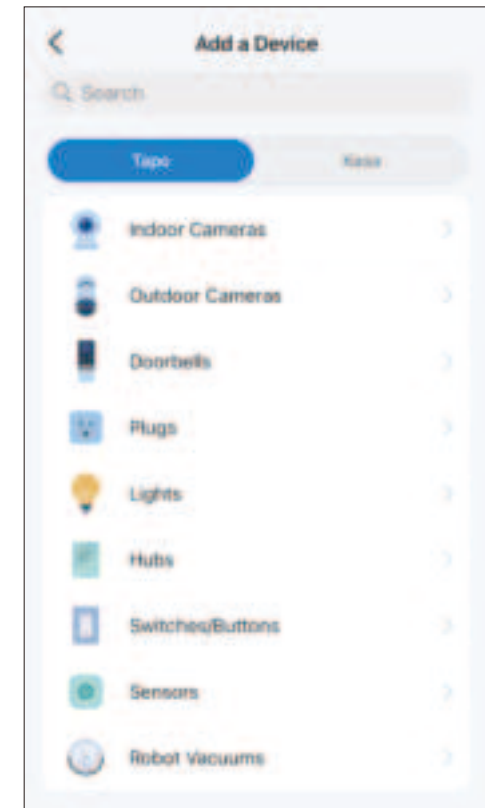 Add a Device
Search
Tapo
Kasa
Indoor Cameras
Outdoor Cameras
Doorbells
Plugs
Lights
Hubs
Switches/Buttons
Sensors
Robot Vacuums